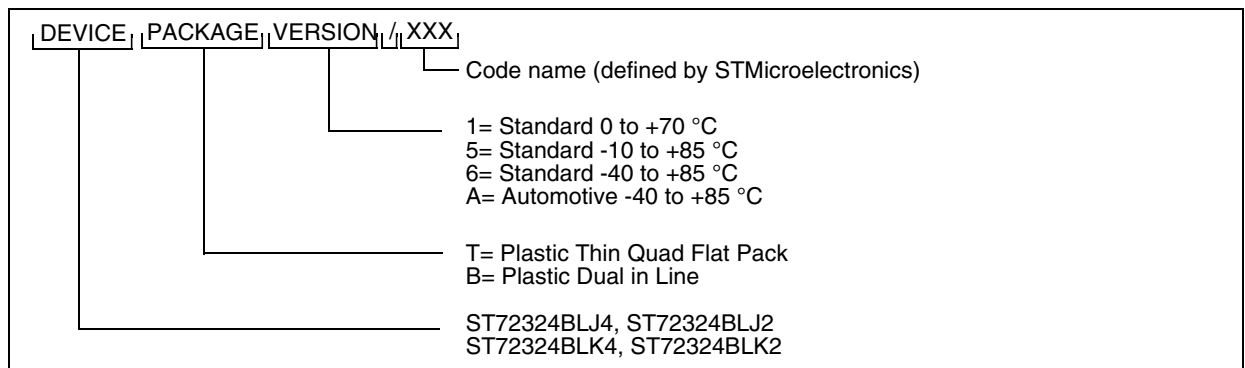 DEVICE PACKAGE VERSION / XXX
Code name (defined by STMicroelectronics)
1= Standard 0 to +70 °C
5= Standard -10 to +85 °C
6= Standard -40 to +85 °C
A= Automotive -40 to +85 °C
T= Plastic Thin Quad Flat Pack
B= Plastic Dual in Line
ST72324BLJ4, ST72324BLJ2
ST72324BLK4, ST72324BLK2